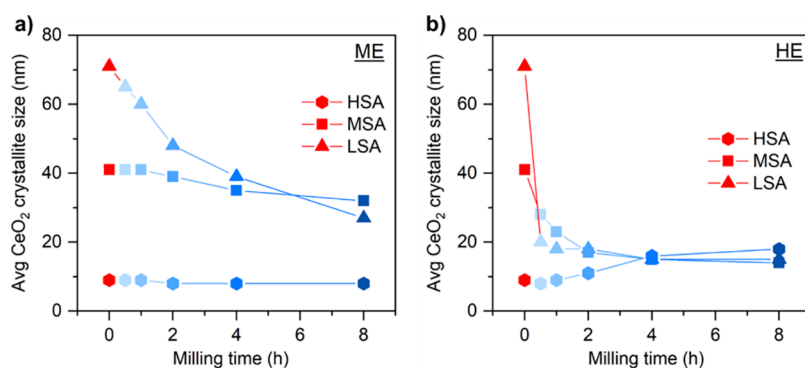 a)
ME
HSA
MSA
LSA
Avg CeO₂ crystallite size (nm)
80
60
40
20
0
0 2 4 6 8
Milling time (h)
b)
HE
HSA
MSA
LSA
Avg CeO₂ crystallite size (nm)
80
60
40
20
0
0 2 4 6 8
Milling time (h)